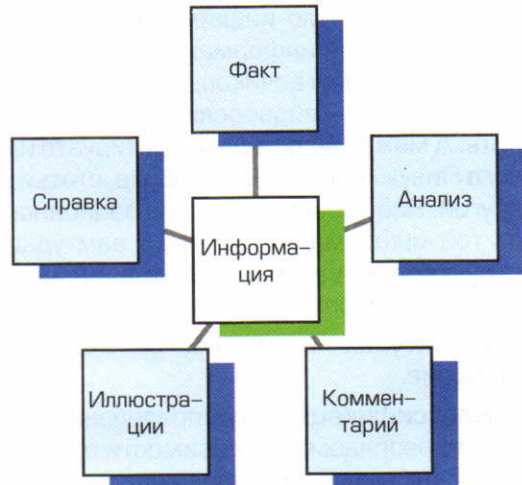 Факт
Справка
Анализ
Информа-
ция
Иллюстра-
ции
Коммен-
тарий